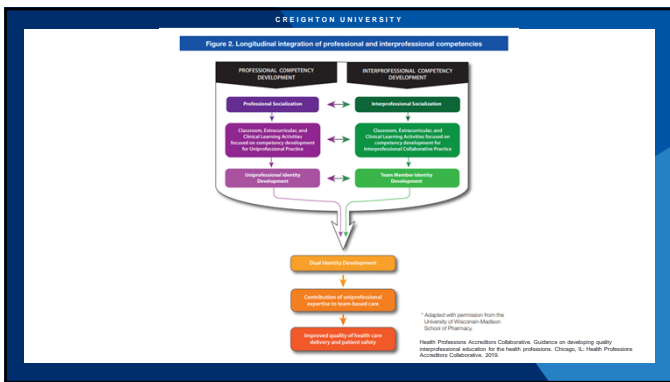 CREIGHTON UNIVERSITY
Figure 2. Longitudinal integration of professional and interprofessional competencies
PROFESSIONAL COMPETENCY
DEVELOPMENT
INTERPROFESSIONAL COMPETENCY
DEVELOPMENT
Professional Socialization
Interprofessional Socialization
Classroom, Extracurricular, and
Clinical Learning Activities
focused on competency development
for Uniprofessional Practice
Classroom, Extracurricular, and
Clinical Learning Activities focused on
competency development for
Interprofessional Collaborative Practice
Uniprofessional Identity
Development
Team Member Identity
Development
Dual Identity Development
Contribution of uniprofessional
expertise to team-based care
Improved quality of health care
delivery and patient safety
* Adapted with permission from the
University of Wisconsin-Madison
School of Pharmacy.
Health Professions Accreditors Collaborative. Guidance on developing quality
interprofessional education for the health professions. Chicago, IL: Health Professions
Accreditors Collaborative. 2019.